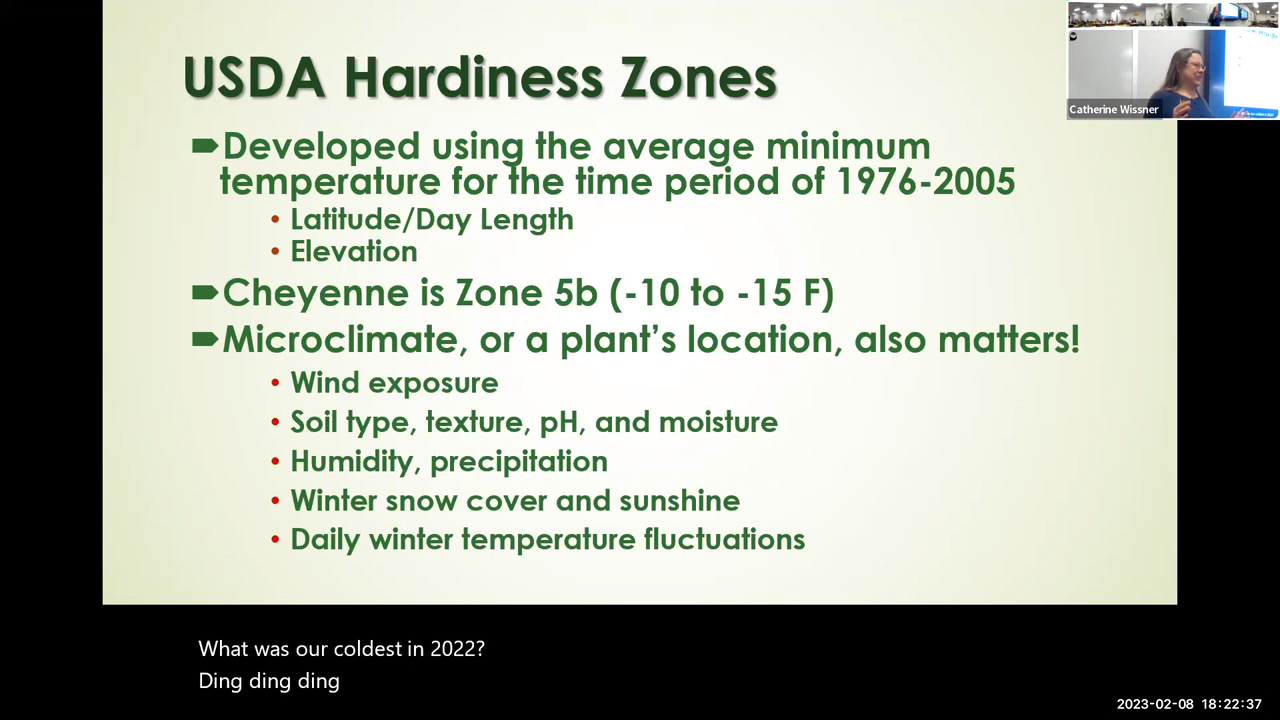 USDA Hardiness Zones
Developed using the average minimum
temperature for the time period of 1976-2005
• Latitude/Day Length
• Elevation
Cheyenne is Zone 5b (-10 to -15 F)
Microclimate, or a plant's location, also matters!
• Wind exposure
• Soil type, texture, pH, and moisture
• Humidity, precipitation
• Winter snow cover and sunshine
• Daily winter temperature fluctuations
Catherine Wissner
What was our coldest in 2022?
Ding ding ding
2023-02-08 18:22:37